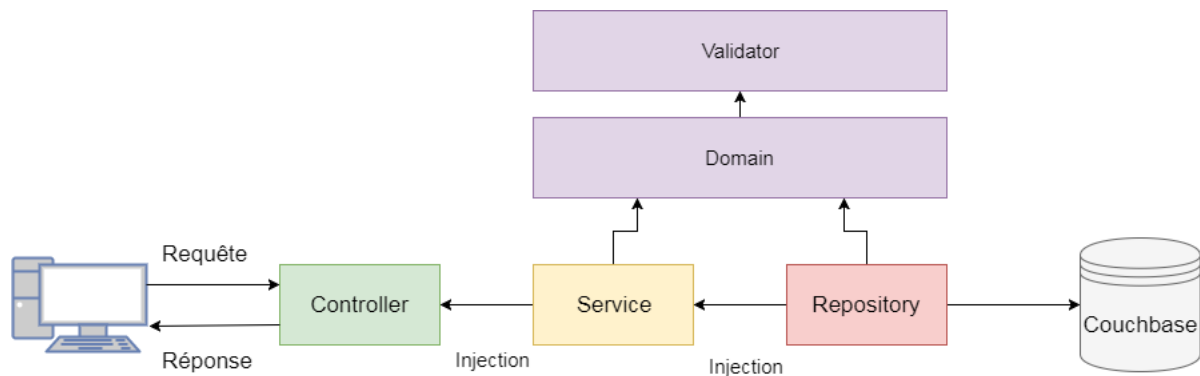 Validator
Domain
Requête
Controller
Service
Repository
Couchbase
Réponse
Injection
Injection